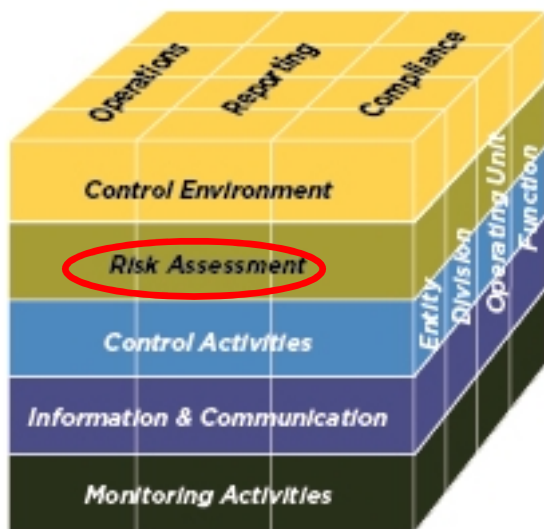 Operations
Reporting
Compliance
Control Environment
Risk Assessment
Control Activities
Information & Communication
Monitoring Activities
Entity
Division
Operating Unit
Function